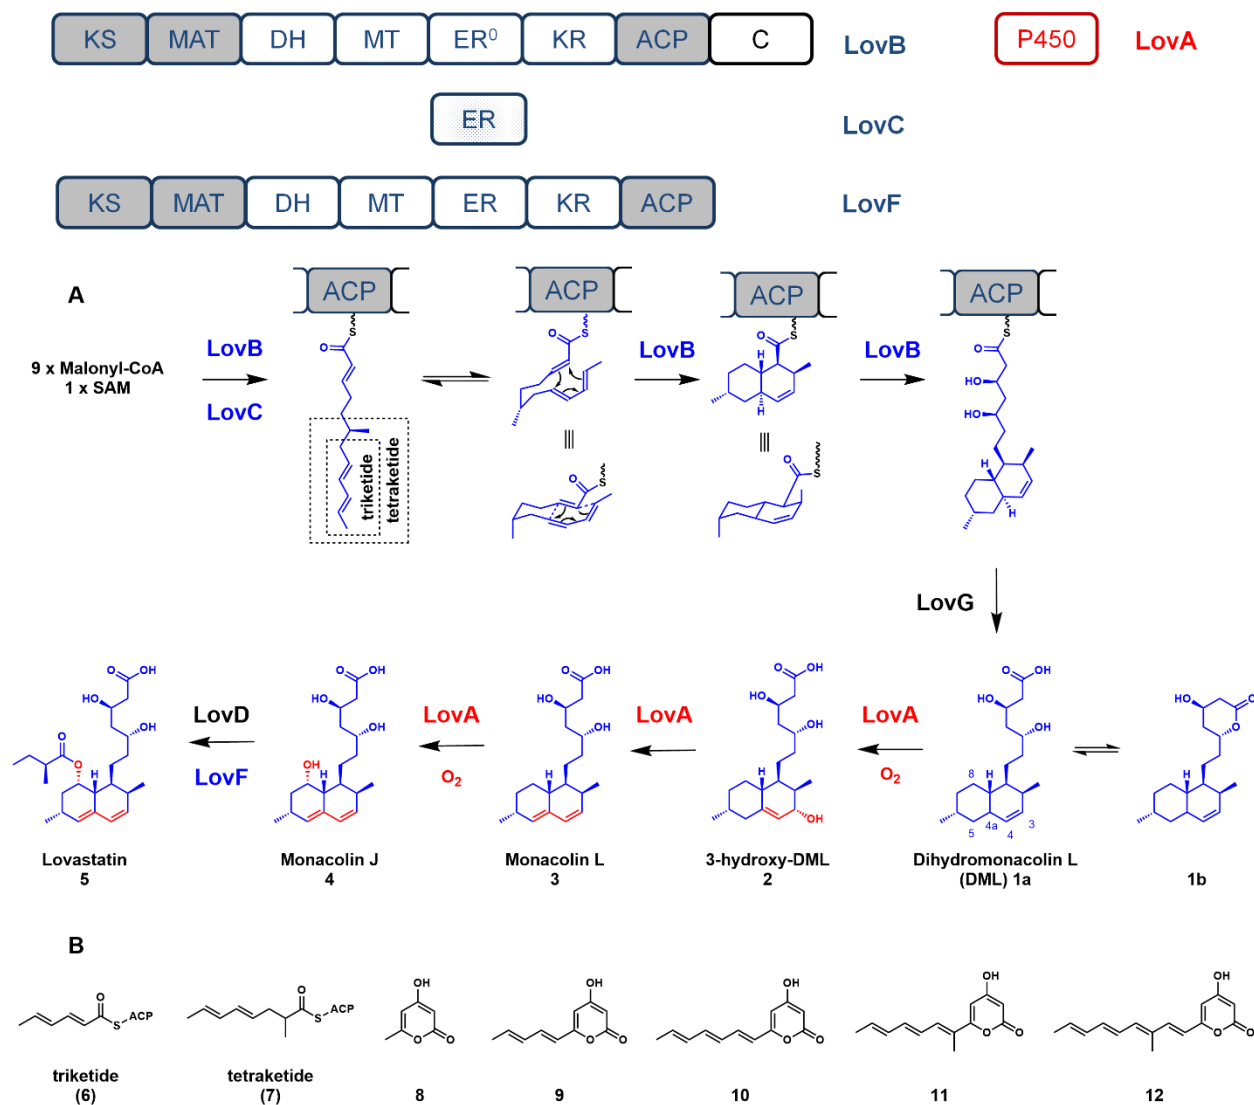 KS MAT DH MT ER⁰ KR ACP C LovB P450 LovA
ER LovC
KS MAT DH MT ER KR ACP LovF
A
ACP ACP ACP ACP
S S S S
O O O O
9 x Malonyl-CoA
1 x SAM
LovB
LovC
triketide
tetraketide
LovB
H
H
O
S
O
S
LovB
HO
HO
H
H
LovG
O OH
HO
OH
O
O
H
Lovastatin
5
LovD
LovF
O OH
HO
OH
OH
H
Monacolin J
4
LovA
O₂
O OH
HO
OH
H
Monacolin L
3
LovA
O OH
HO
OH
H
OH
3-hydroxy-DML
2
LovA
O₂
O OH
HO
OH
H
8
5
4a
4
3
Dihydromonacolin L
(DML) 1a
HO
O
O
H
1b
B
O
S ACP
triketide
(6)
O
S ACP
tetraketide
(7)
OH
O O
8
OH
O O
9
OH
O O
10
OH
O O
11
OH
O O
12